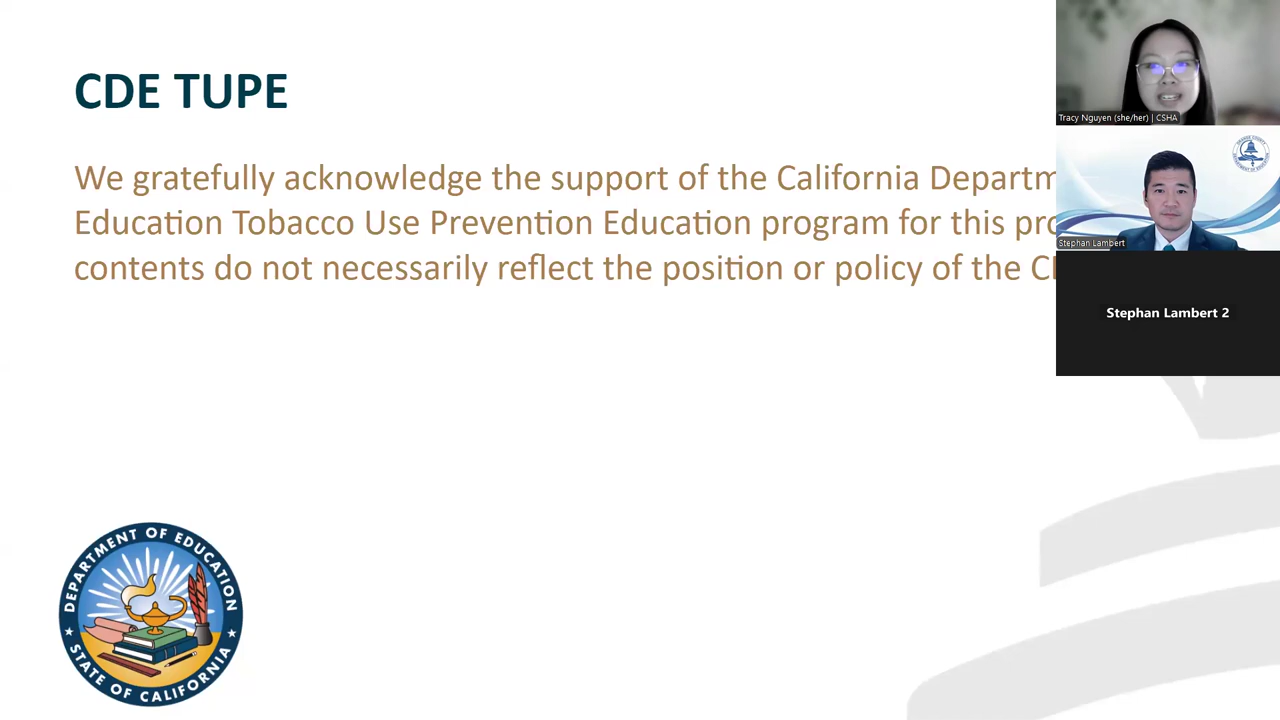 CDE TUPE
We gratefully acknowledge the support of the California Departm
Education Tobacco Use Prevention Education program for this pro
contents do not necessarily reflect the position or policy of the
Tracy Nguyen (she/her) | CSHA
Stephan Lambert
Stephan Lambert 2
DEPARTMENT OF EDUCATION
STATE OF CALIFORNIA